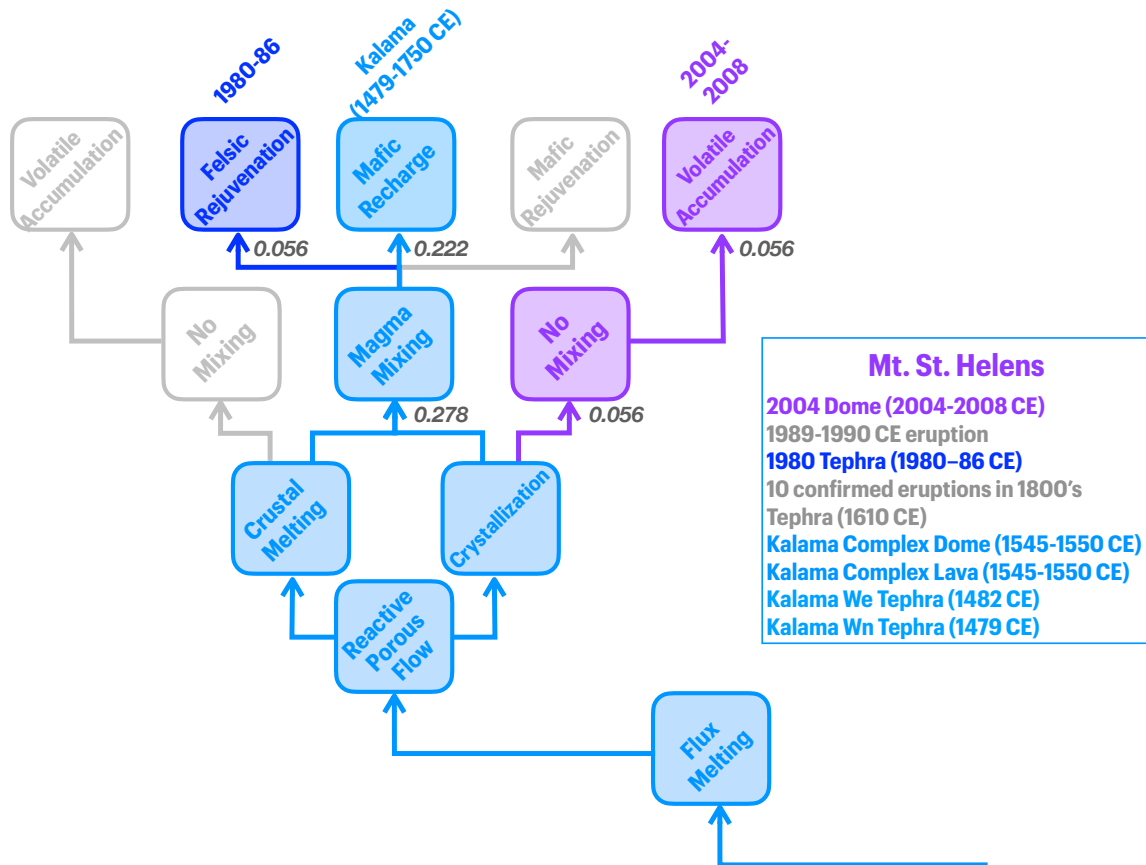 1980-86
Kalama
(1479-1750 CE)
2004-
2008
Volatile
Accumulation
Felsic
Rejuvenation
Mafic
Recharge
Mafic
Rejuvenation
Volatile
Accumulation
0.056
0.222
0.056
No
Mixing
Magma
Mixing
No
Mixing
0.278
0.056
Crustal
Melting
Crystallization
Reactive
Porous
Flow
Flux
Melting
Mt. St. Helens
2004 Dome (2004-2008 CE)
1989-1990 CE eruption
1980 Tephra (1980–86 CE)
10 confirmed eruptions in 1800's
Tephra (1610 CE)
Kalama Complex Dome (1545-1550 CE)
Kalama Complex Lava (1545-1550 CE)
Kalama We Tephra (1482 CE)
Kalama Wn Tephra (1479 CE)